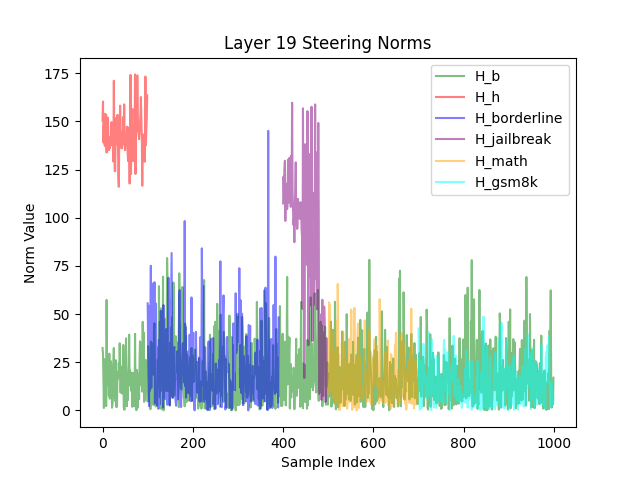 Layer 19 Steering Norms
H_b
H_h
H_borderline
H_jailbreak
H_math
H_gsm8k
Norm Value
175
150
125
100
75
50
25
0
0 200 400 600 800 1000
Sample Index